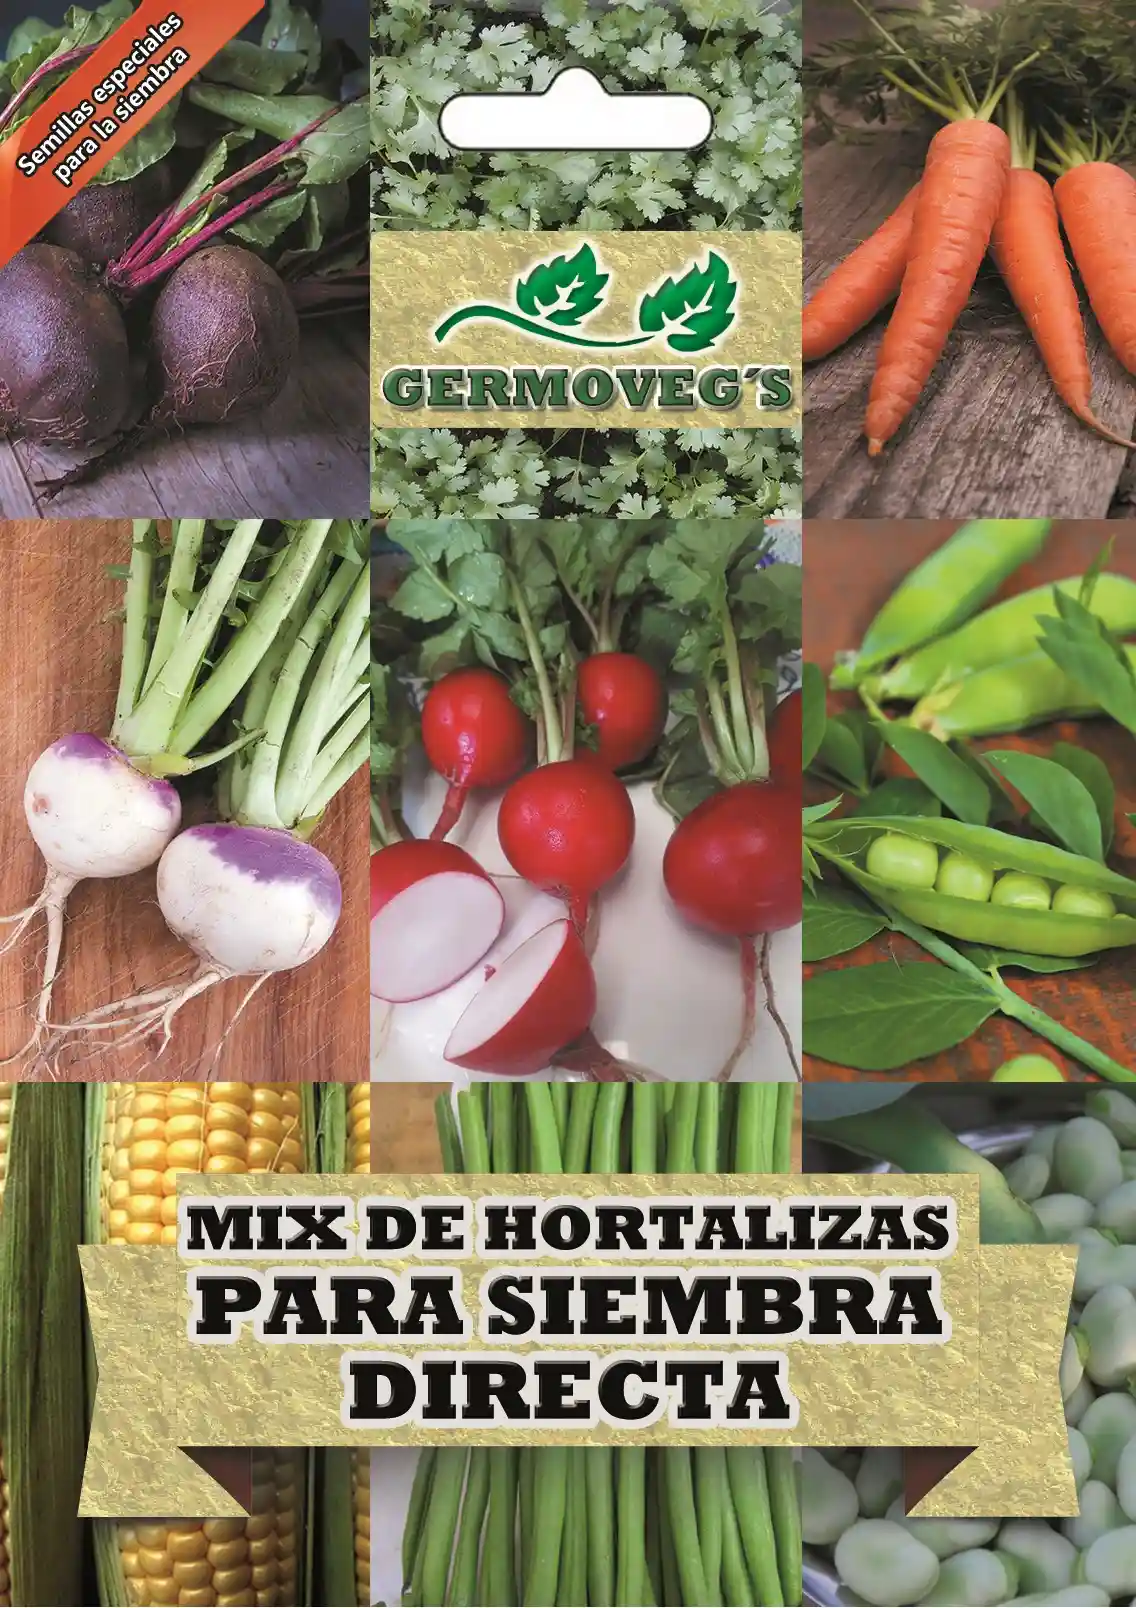 Semillas especiales
para la siembra
GERMOVEG´S
MIX DE HORTALIZAS
PARA SIEMBRA
DIRECTA